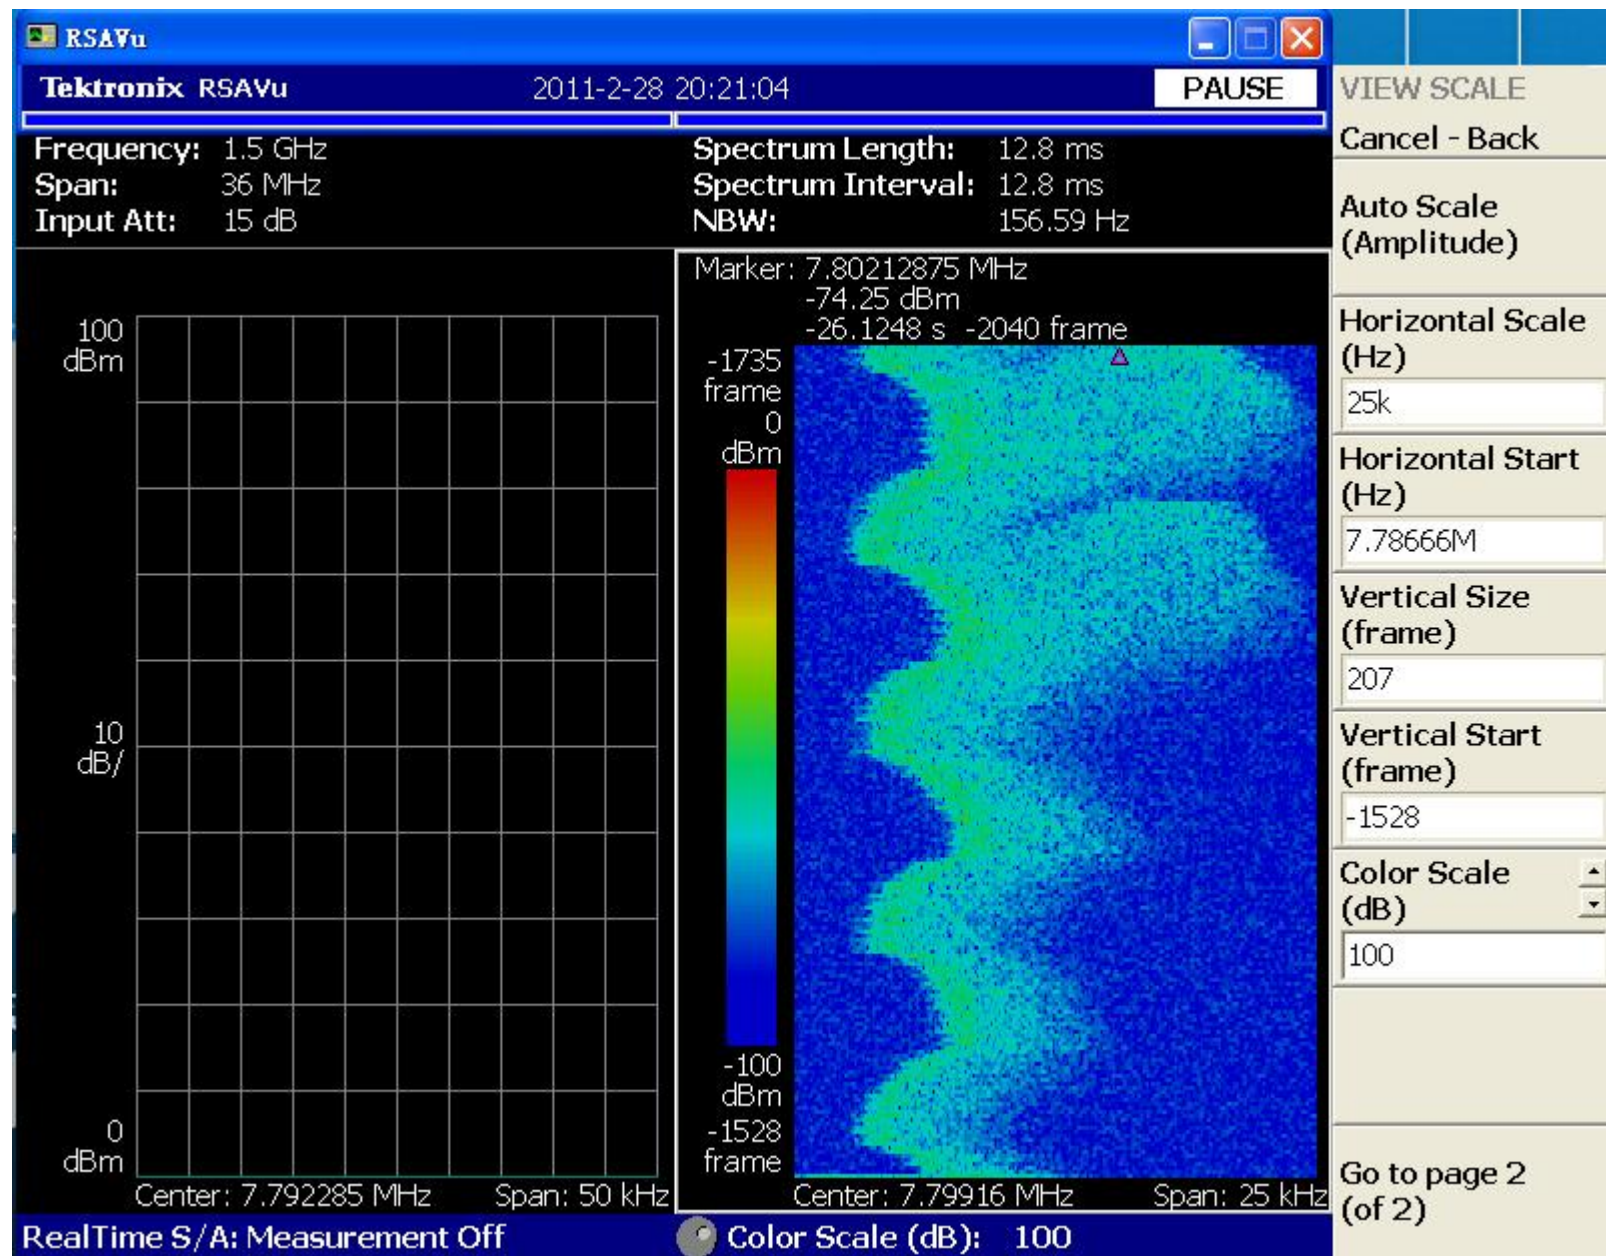 RSAVu
Tektronix RSAVu 2011-2-28 20:21:04 PAUSE
Frequency: 1.5 GHz Spectrum Length: 12.8 ms
Span: 36 MHz Spectrum Interval: 12.8 ms
Input Att: 15 dB NBW: 156.59 Hz
100
dBm
10
dB/
0
dBm
Center: 7.792285 MHz Span: 50 kHz
Marker: 7.80212875 MHz
-74.25 dBm
-26.1248 s -2040 frame
-1735
frame
0
dBm
-100
dBm
-1528
frame
Center: 7.79916 MHz Span: 25 kHz
RealTime S/A: Measurement Off Color Scale (dB): 100
VIEW SCALE
Cancel - Back
Auto Scale
(Amplitude)
Horizontal Scale
(Hz)
25k
Horizontal Start
(Hz)
7.78666M
Vertical Size
(frame)
207
Vertical Start
(frame)
-1528
Color Scale
(dB)
100
Go to page 2
(of 2)